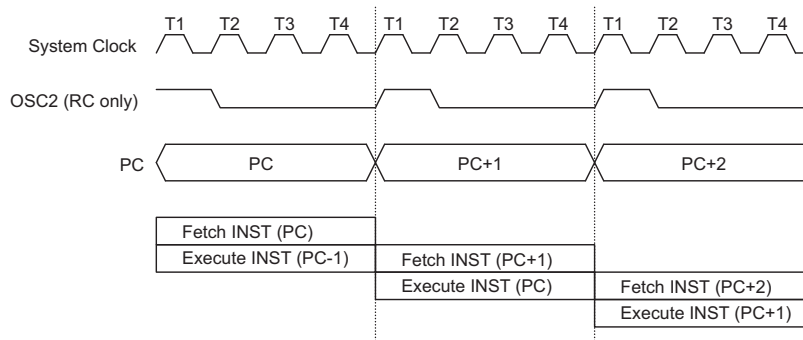 T1 T2 T3 T4 T1 T2 T3 T4 T1 T2 T3 T4
System Clock
OSC2 (RC only)
PC PC PC+1 PC+2
Fetch INST (PC)
Execute INST (PC-1) Fetch INST (PC+1)
Execute INST (PC) Fetch INST (PC+2)
Execute INST (PC+1)